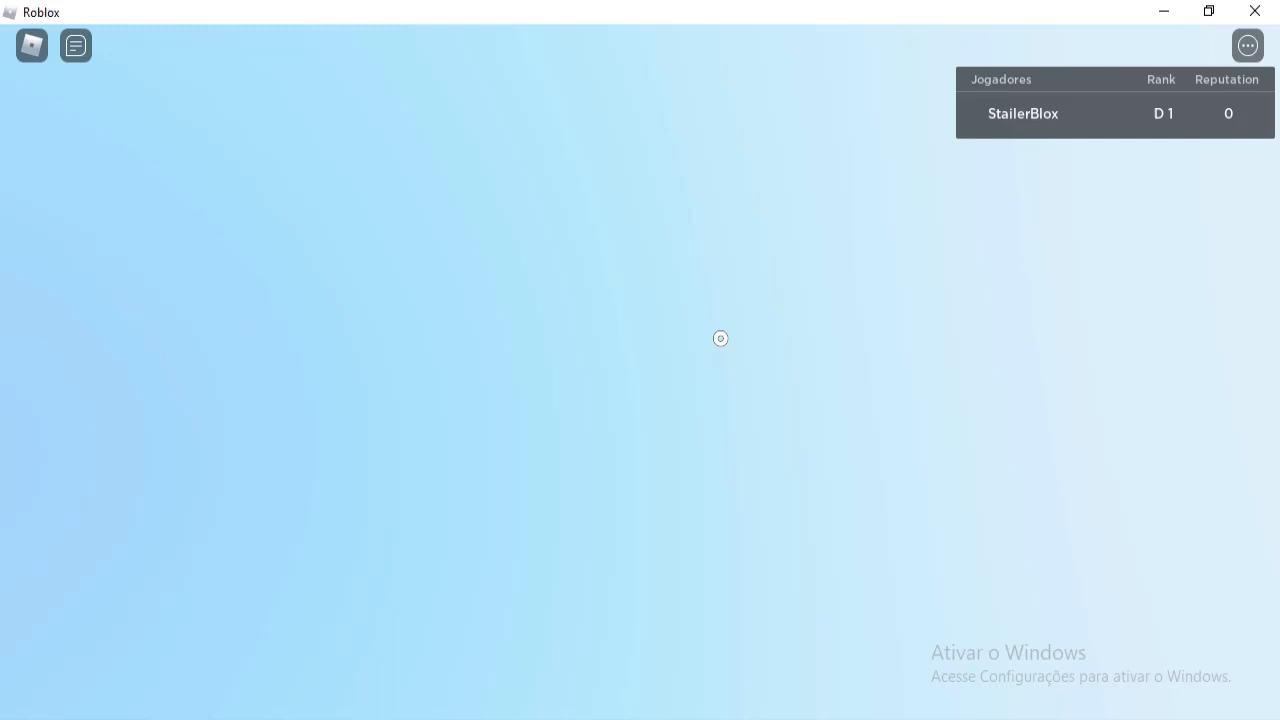 Roblox
Jogadores Rank Reputation
StailerBlox D 1 0
Ativar o Windows
Acesse Configurações para ativar o Windows.